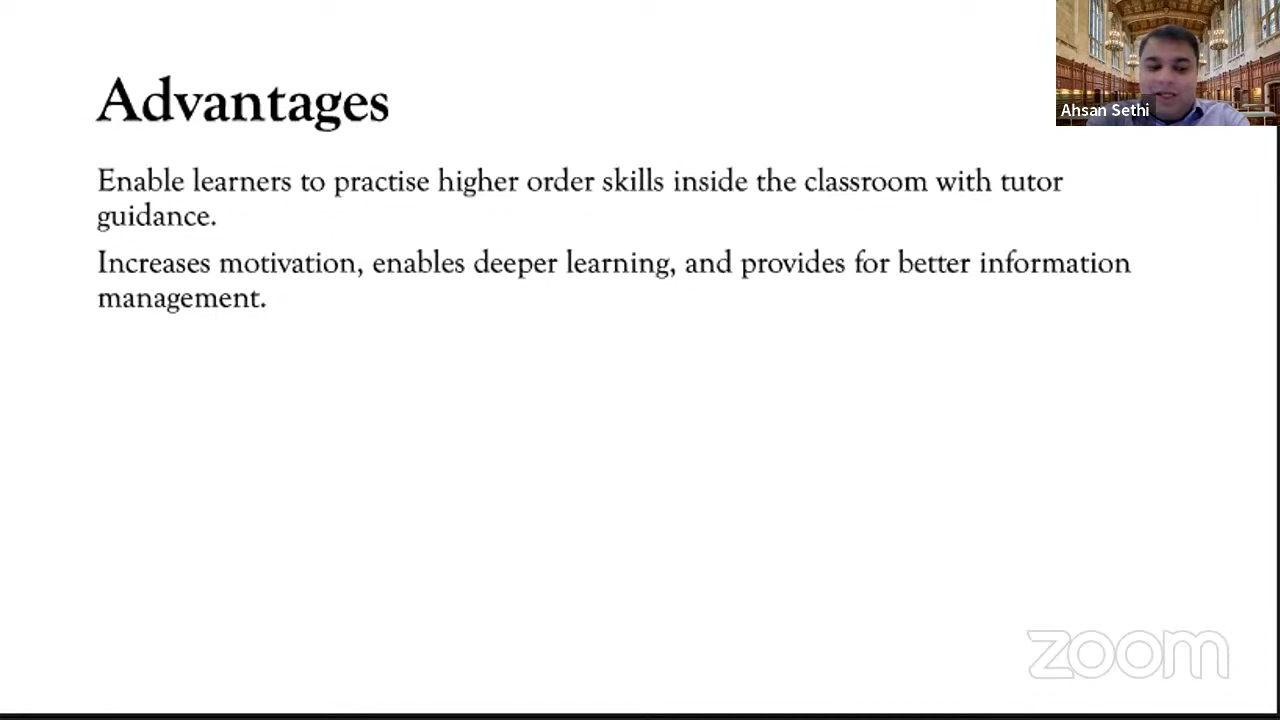 Advantages
Ahsan Sethi
Enable learners to practise higher order skills inside the classroom with tutor
guidance.
Increases motivation, enables deeper learning, and provides for better information
management.
zoom